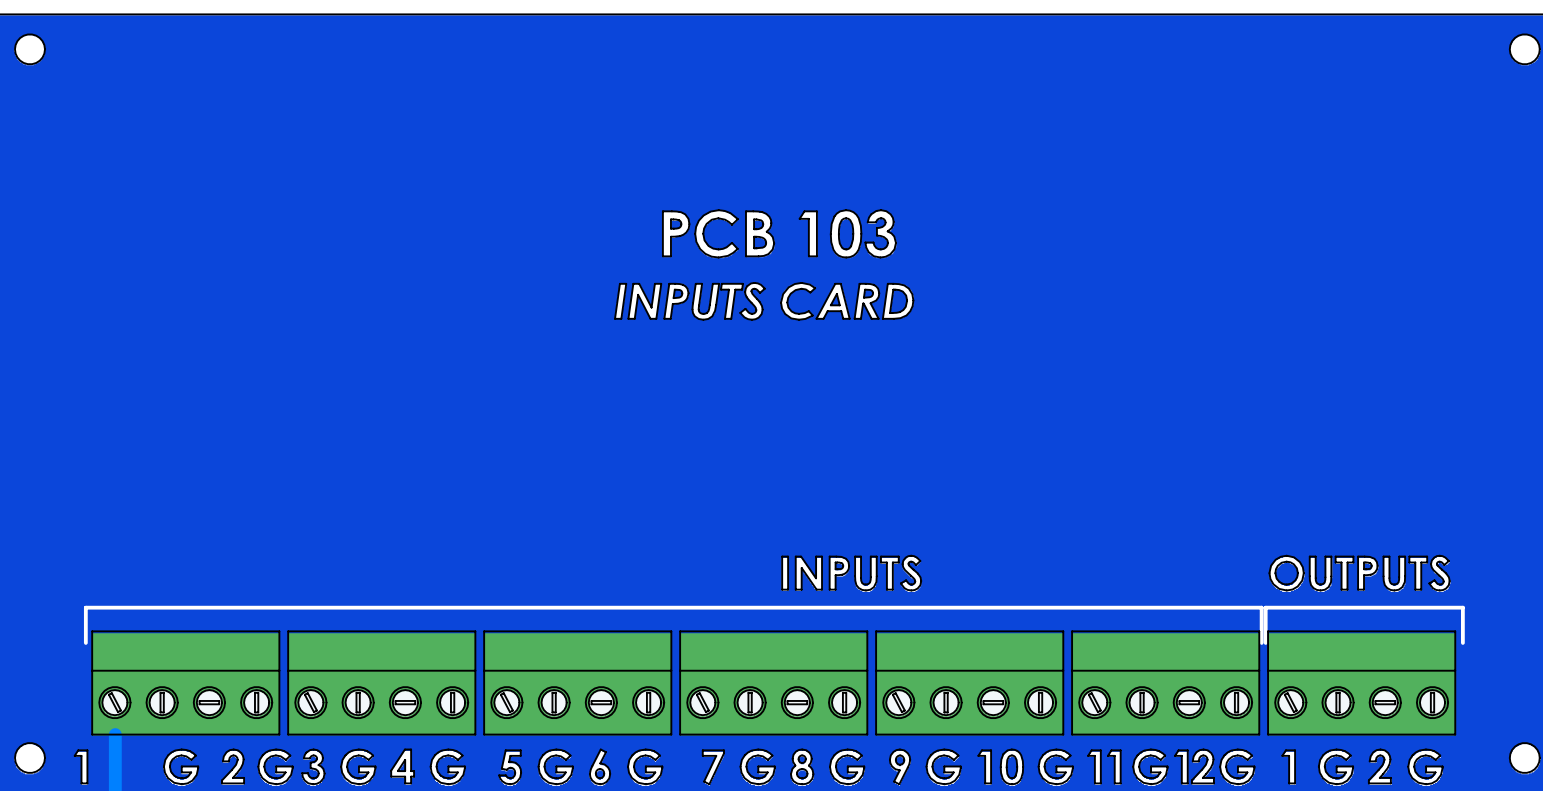 PCB 103
INPUTS CARD
INPUTS OUTPUTS
1 G 2 G 3 G 4 G 5 G 6 G 7 G 8 G 9 G 10 G 11 G 12 G 1 G 2 G